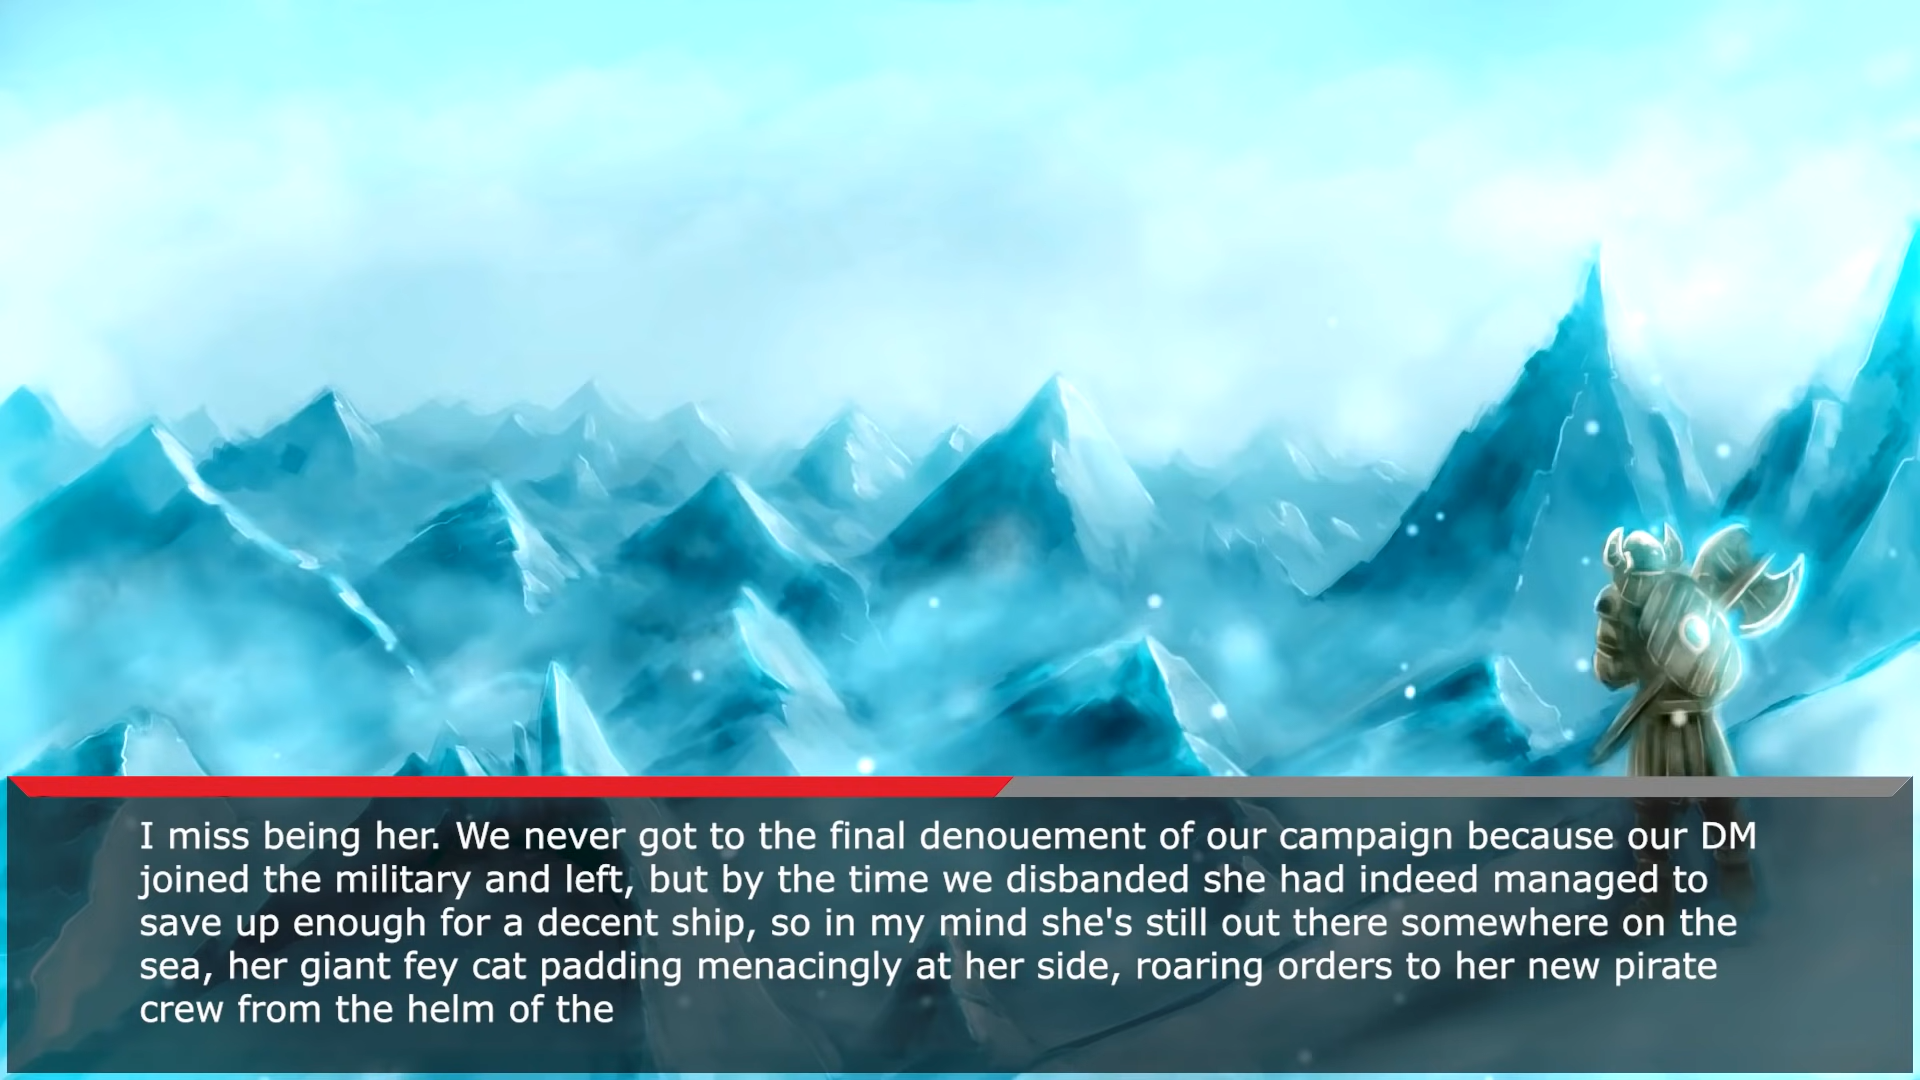 I miss being her. We never got to the final denouement of our campaign because our DM
joined the military and left, but by the time we disbanded she had indeed managed to
save up enough for a decent ship, so in my mind she's still out there somewhere on the
sea, her giant fey cat padding menacingly at her side, roaring orders to her new pirate
crew from the helm of the